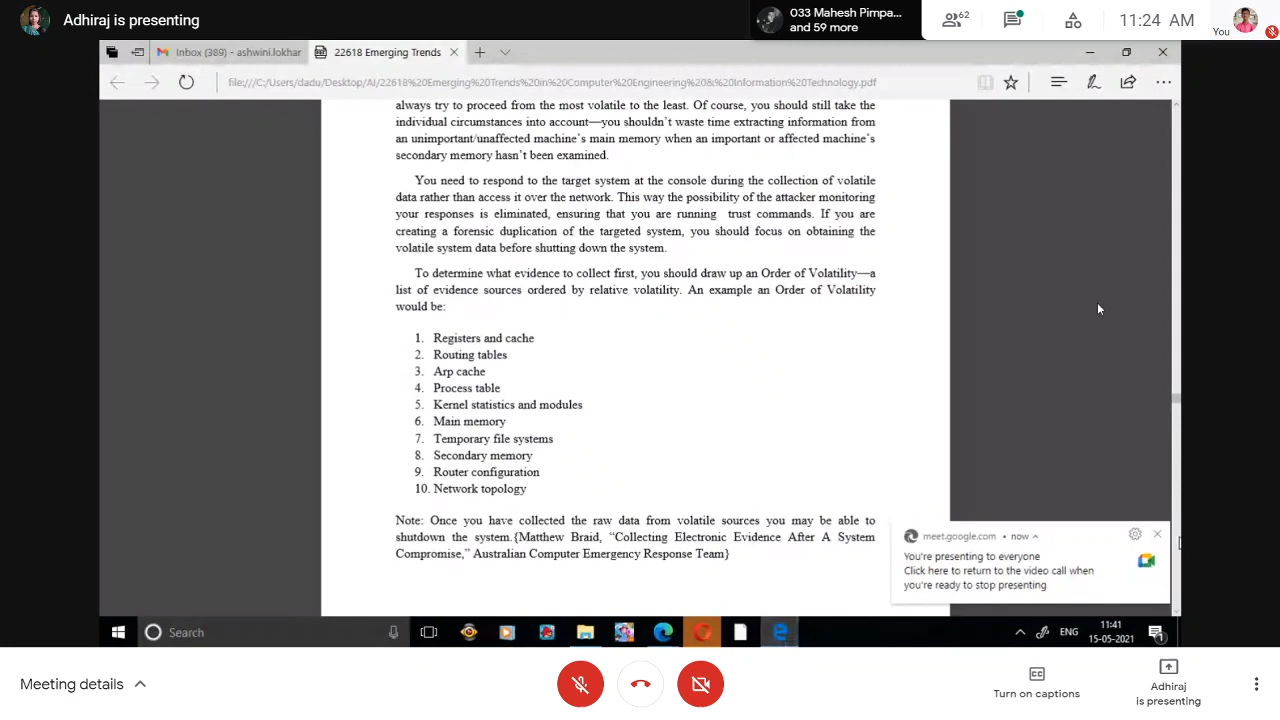 Adhiraj is presenting
033 Mahesh Pimpa...
and 59 more
62
11:24 AM
You
Inbox (389) - ashwini.lokhar
22618 Emerging Trends
file:///C:/Users/dadu/Desktop/AI/22618%20Emerging%20Trends%20in%20Computer%20Engineering%20&%20Information%20Technology.pdf
always try to proceed from the most volatile to the least. Of course, you should still take the
individual circumstances into account—you shouldn't waste time extracting information from
an unimportant/unaffected machine's main memory when an important or affected machine's
secondary memory hasn't been examined.
You need to respond to the target system at the console during the collection of volatile
data rather than access it over the network. This way the possibility of the attacker monitoring
your responses is eliminated, ensuring that you are running trust commands. If you are
creating a forensic duplication of the targeted system, you should focus on obtaining the
volatile system data before shutting down the system.
To determine what evidence to collect first, you should draw up an Order of Volatility—a
list of evidence sources ordered by relative volatility. An example an Order of Volatility
would be:
1. Registers and cache
2. Routing tables
3. Arp cache
4. Process table
5. Kernel statistics and modules
6. Main memory
7. Temporary file systems
8. Secondary memory
9. Router configuration
10. Network topology
Note: Once you have collected the raw data from volatile sources you may be able to
shutdown the system.{Matthew Braid, “Collecting Electronic Evidence After A System
Compromise,” Australian Computer Emergency Response Team}
meet.google.com • now
You're presenting to everyone
Click here to return to the video call when
you're ready to stop presenting
Search
ENG
11:41
15-05-2021
1
Meeting details
CC
Turn on captions
Adhiraj
is presenting